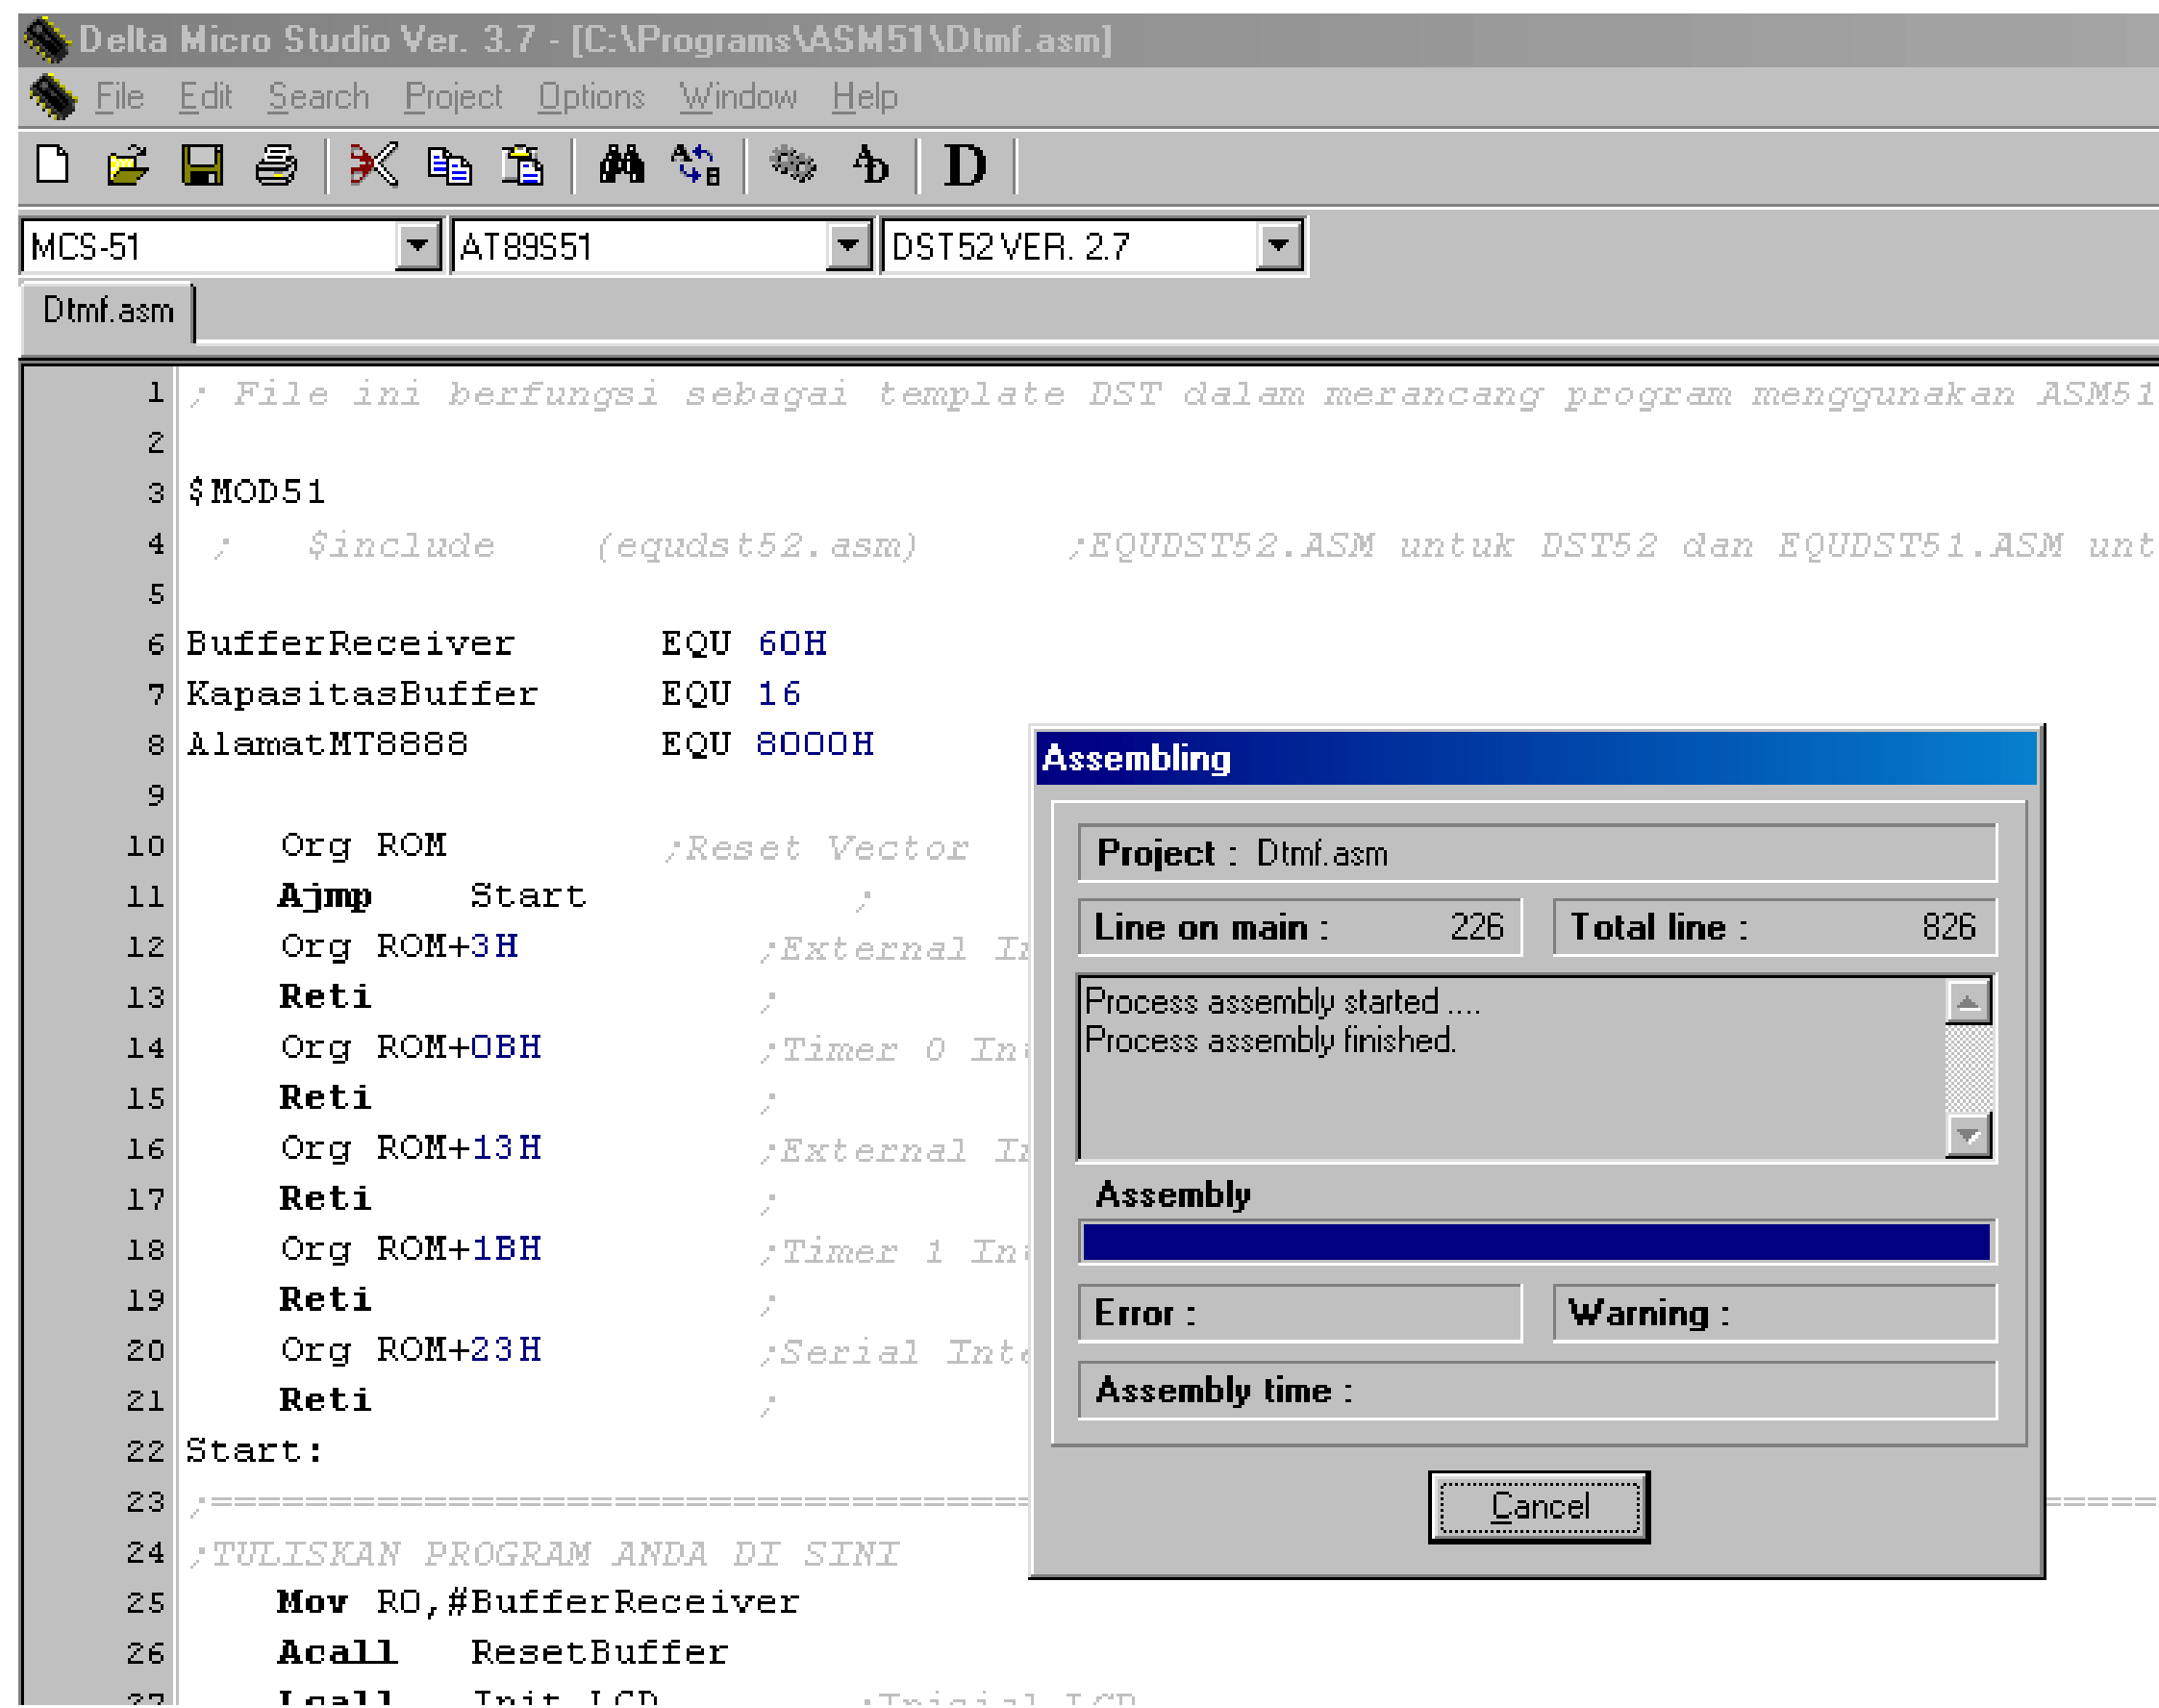 Delta Micro Studio Ver. 3.7 - [C:\Programs\ASM51\Dtmf.asm]
File Edit Search Project Options Window Help
MCS-51 AT89S51 DST52 VER. 2.7
Dtmf.asm
1 ; File ini berfungsi sebagai template DST dalam merancang program menggunakan ASM51
2
3 $MOD51
4 ; $include (equdst52.asm) ;EQUDST52.ASM untuk DST52 dan EQUDST51.ASM unt
5
6 BufferReceiver EQU 60H
7 KapasitasBuffer EQU 16
8 AlamatMT8888 EQU 8000H
9
10 Org ROM ;Reset Vector
11 Ajmp Start ;
12 Org ROM+3H ;External
13 Reti ;
14 Org ROM+0BH ;Timer 0
15 Reti ;
16 Org ROM+13H ;External
17 Reti ;
18 Org ROM+1BH ;Timer 1
19 Reti ;
20 Org ROM+23H ;Serial
21 Reti ;
22 Start:
23 ;===================================
24 ;TULISKAN PROGRAM ANDA DI SINI
25 Mov R0,#BufferReceiver
26 Acall ResetBuffer
27 Lcall Init_LCD ;Inisial LCD
Assembling
Project : Dtmf.asm
Line on main : 226 Total line : 826
Process assembly started ....
Process assembly finished.
Assembly
Error : Warning :
Assembly time :
Cancel